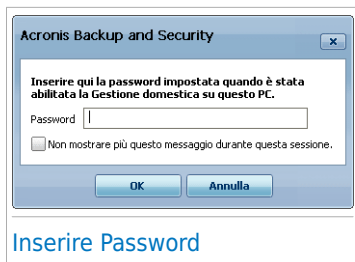 Acronis Backup and Security
Inserire qui la password impostata quando è stata
abilitata la Gestione domestica su questo PC.
Password
Non mostrare più questo messaggio durante questa sessione.
OK Annulla
Inserire Password